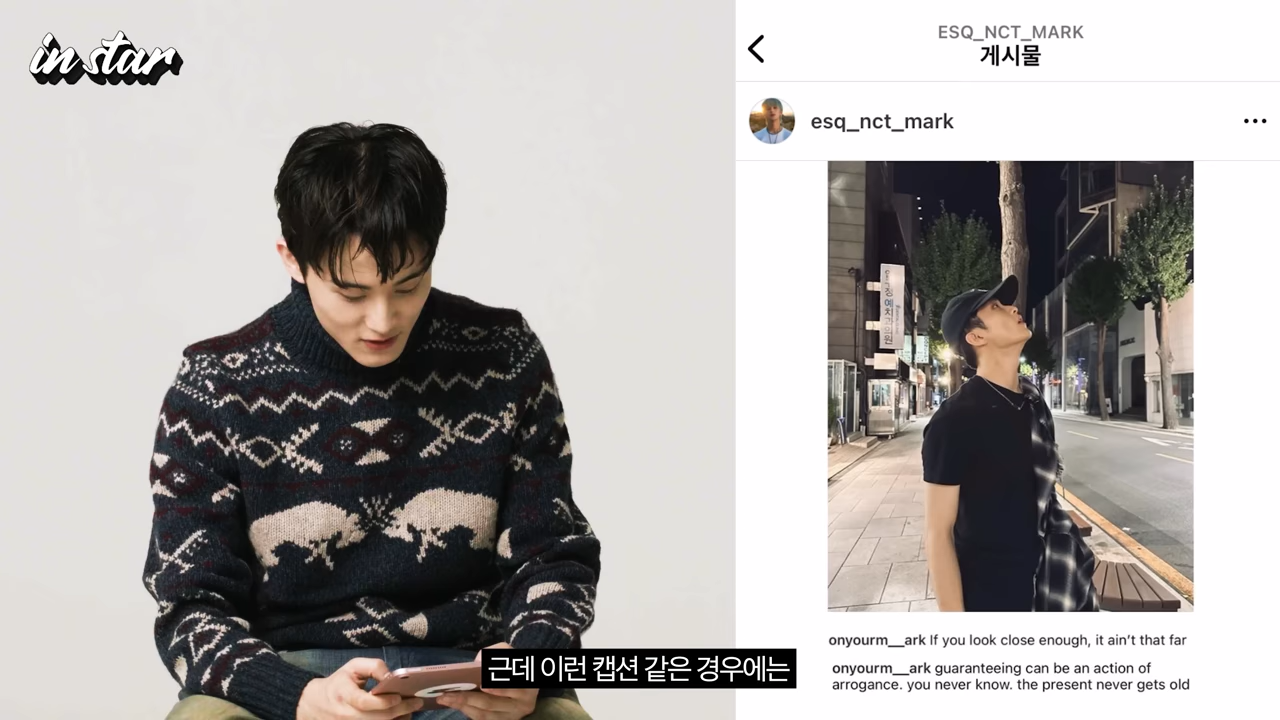 in star
ESQ_NCT_MARK
게시물
esq_nct_mark
onyourm__ark If you look close enough, it ain't that far
onyourm__ark guaranteeing can be an action of
arrogance. you never know. the present never gets old
근데 이런 캡션 같은 경우에는